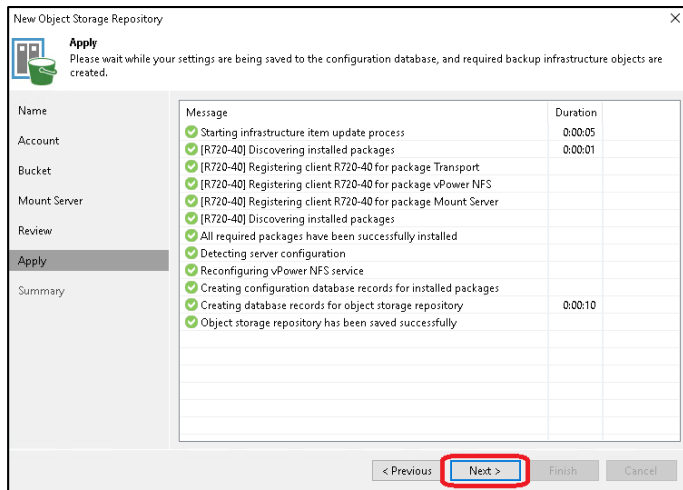 New Object Storage Repository
Apply
Please wait while your settings are being saved to the configuration database, and required backup infrastructure objects are
created.
Name
Account
Bucket
Mount Server
Review
Apply
Summary
Message Duration
Starting infrastructure item update process 0:00:05
[R720-40] Discovering installed packages 0:00:01
[R720-40] Registering client R720-40 for package Transport
[R720-40] Registering client R720-40 for package vPower NFS
[R720-40] Registering client R720-40 for package Mount Server
[R720-40] Discovering installed packages
All required packages have been successfully installed
Detecting server configuration
Reconfiguring vPower NFS service
Creating configuration database records for installed packages
Creating database records for object storage repository 0:00:10
Object storage repository has been saved successfully
< Previous Next > Finish Cancel